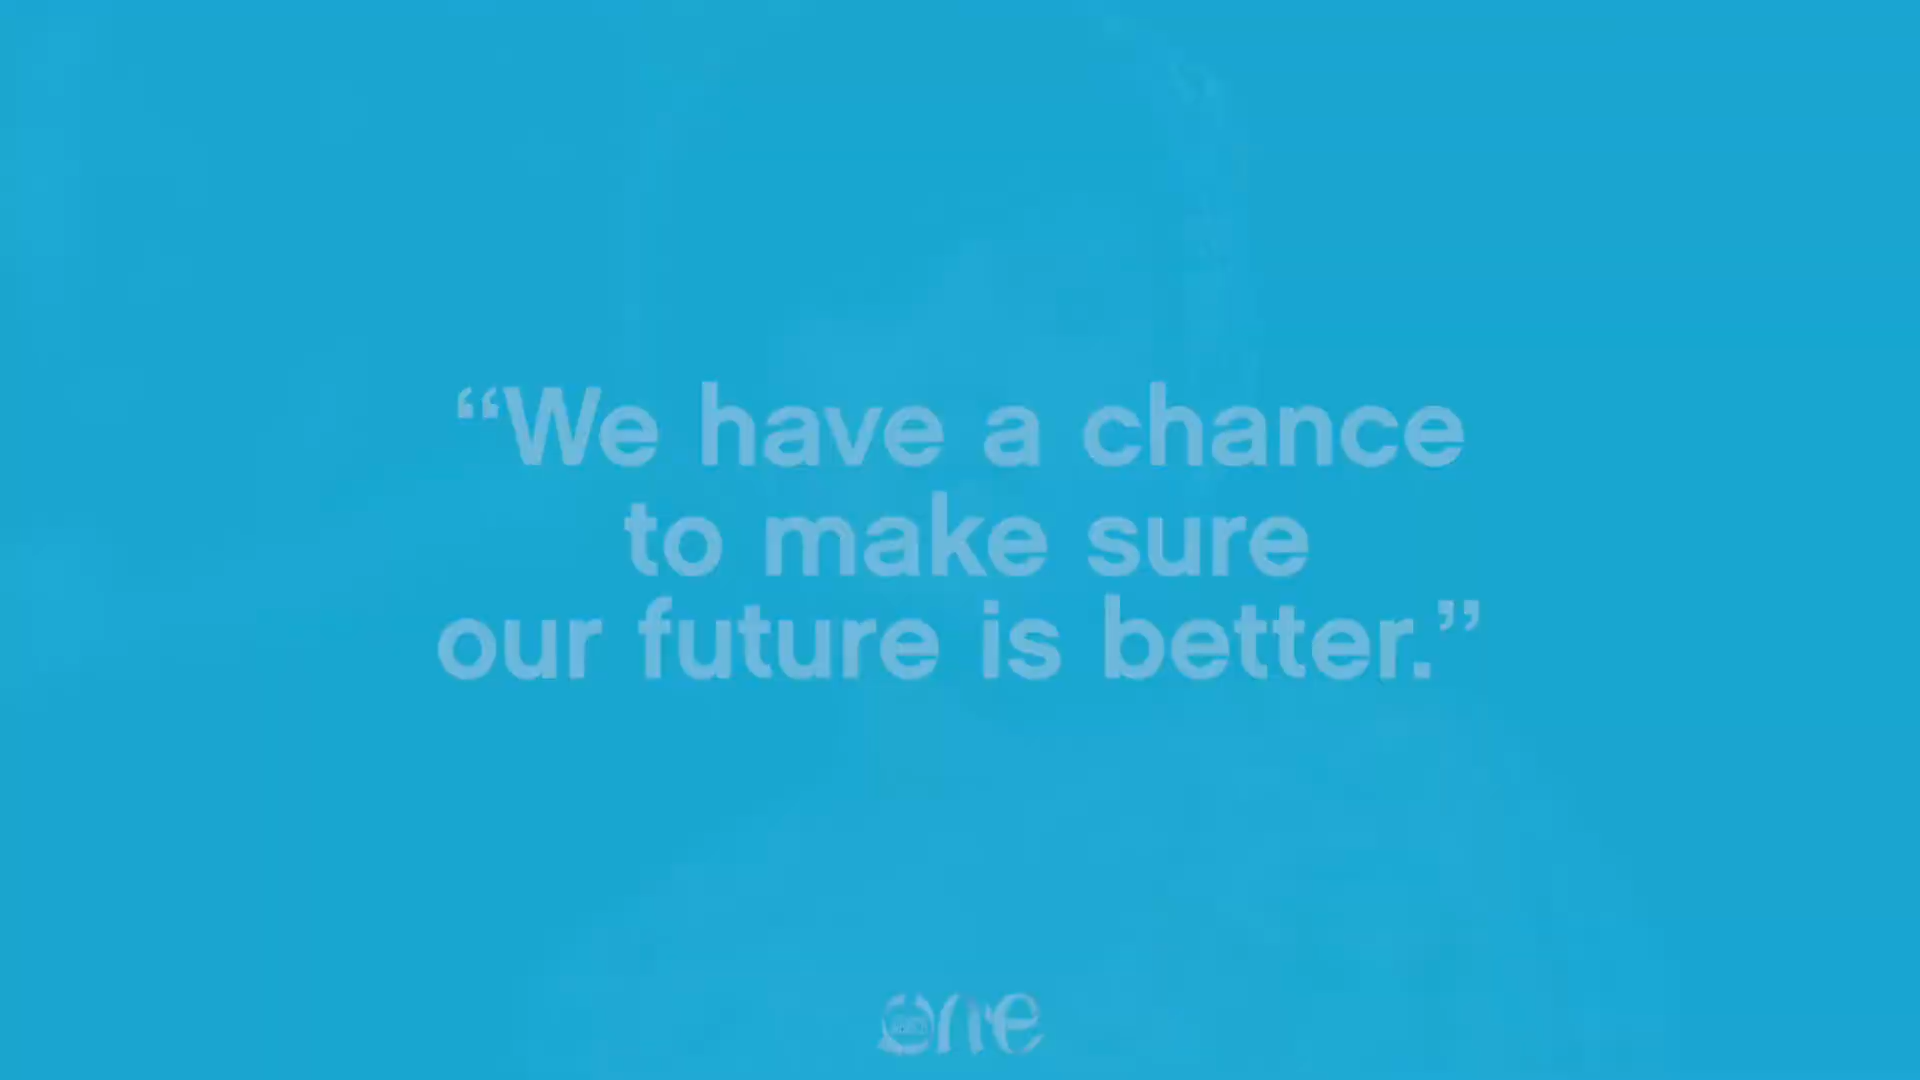 “We have a chance
to make sure
our future is better.”
one